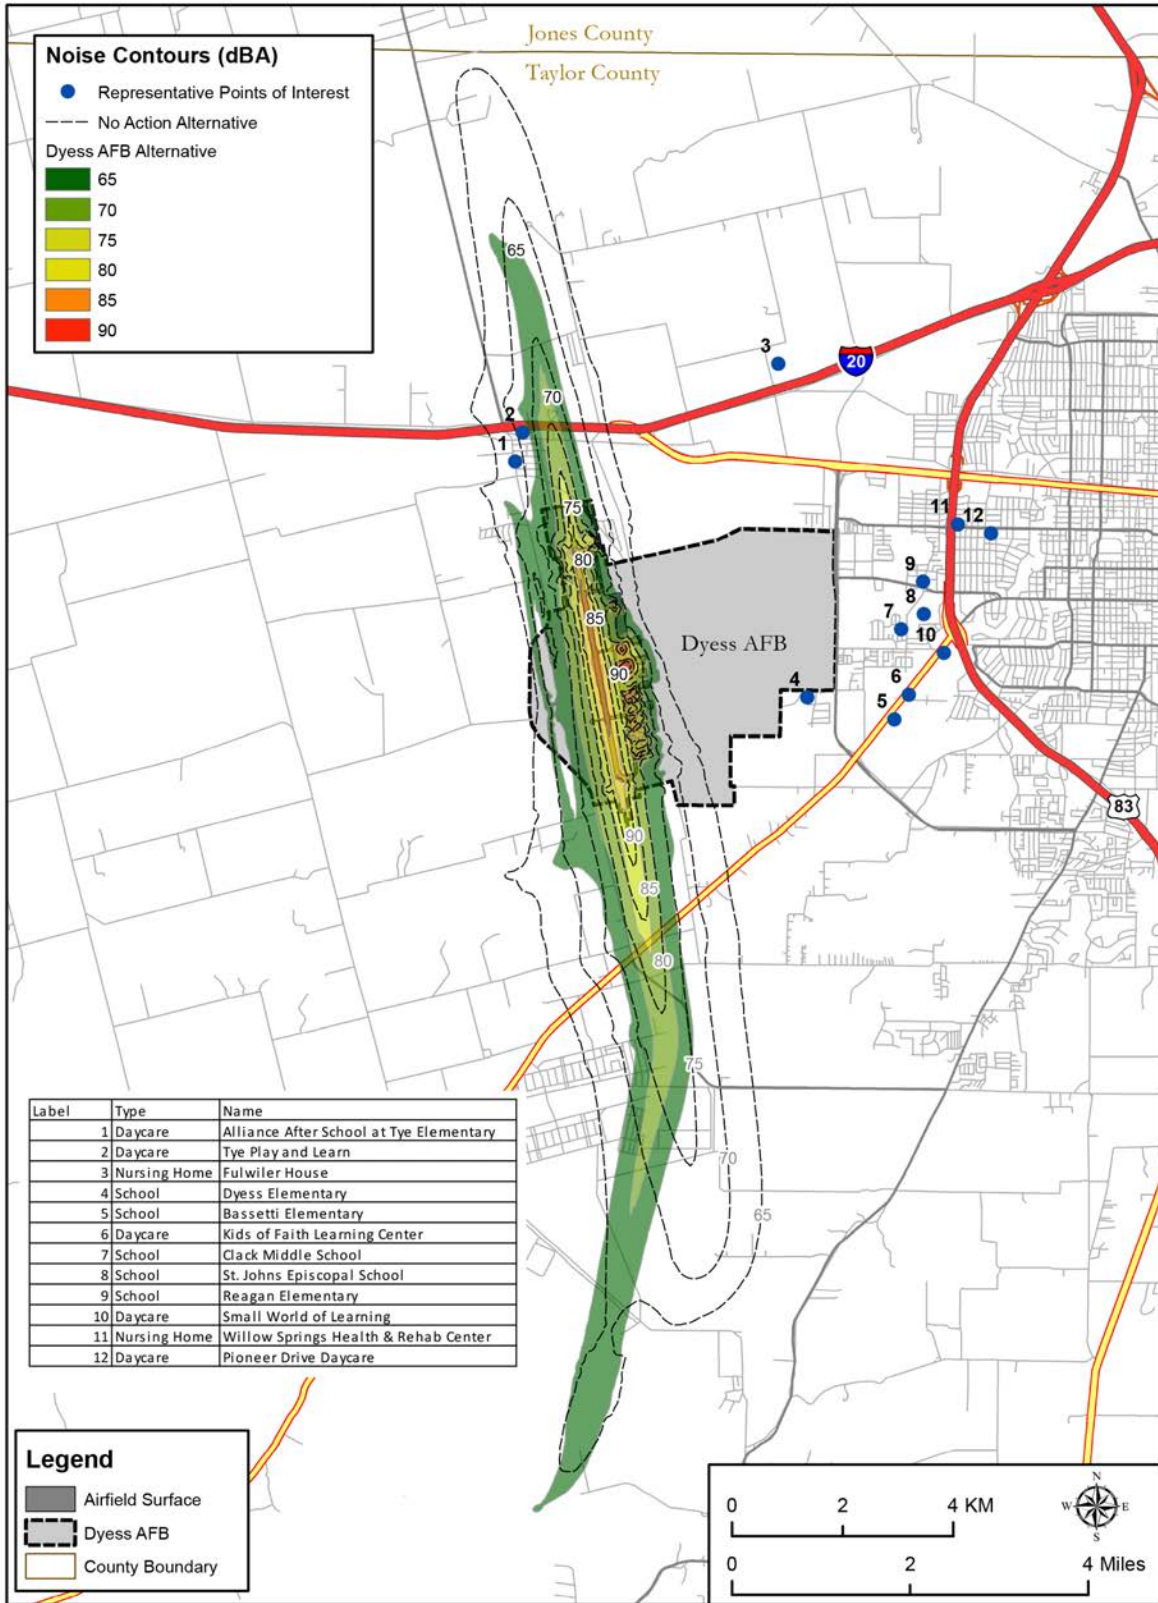 Jones County
Taylor County
Noise Contours (dBA)
Representative Points of Interest
No Action Alternative
Dyess AFB Alternative
65
70
75
80
85
90
65
3
20
70
2
1
75
11
12
80
9
8
85
7
10
Dyess AFB
90
4
6
5
83
90
85
80
75
70
65
Label Type Name
1 Daycare Alliance After School at Tye Elementary
2 Daycare Tye Play and Learn
3 Nursing Home Fulwiler House
4 School Dyess Elementary
5 School Bassetti Elementary
6 Daycare Kids of Faith Learning Center
7 School Clack Middle School
8 School St. Johns Episcopal School
9 School Reagan Elementary
10 Daycare Small World of Learning
11 Nursing Home Willow Springs Health & Rehab Center
12 Daycare Pioneer Drive Daycare
Legend
Airfield Surface
Dyess AFB
County Boundary
0 2 4 KM
0 2 4 Miles
N
W E
S